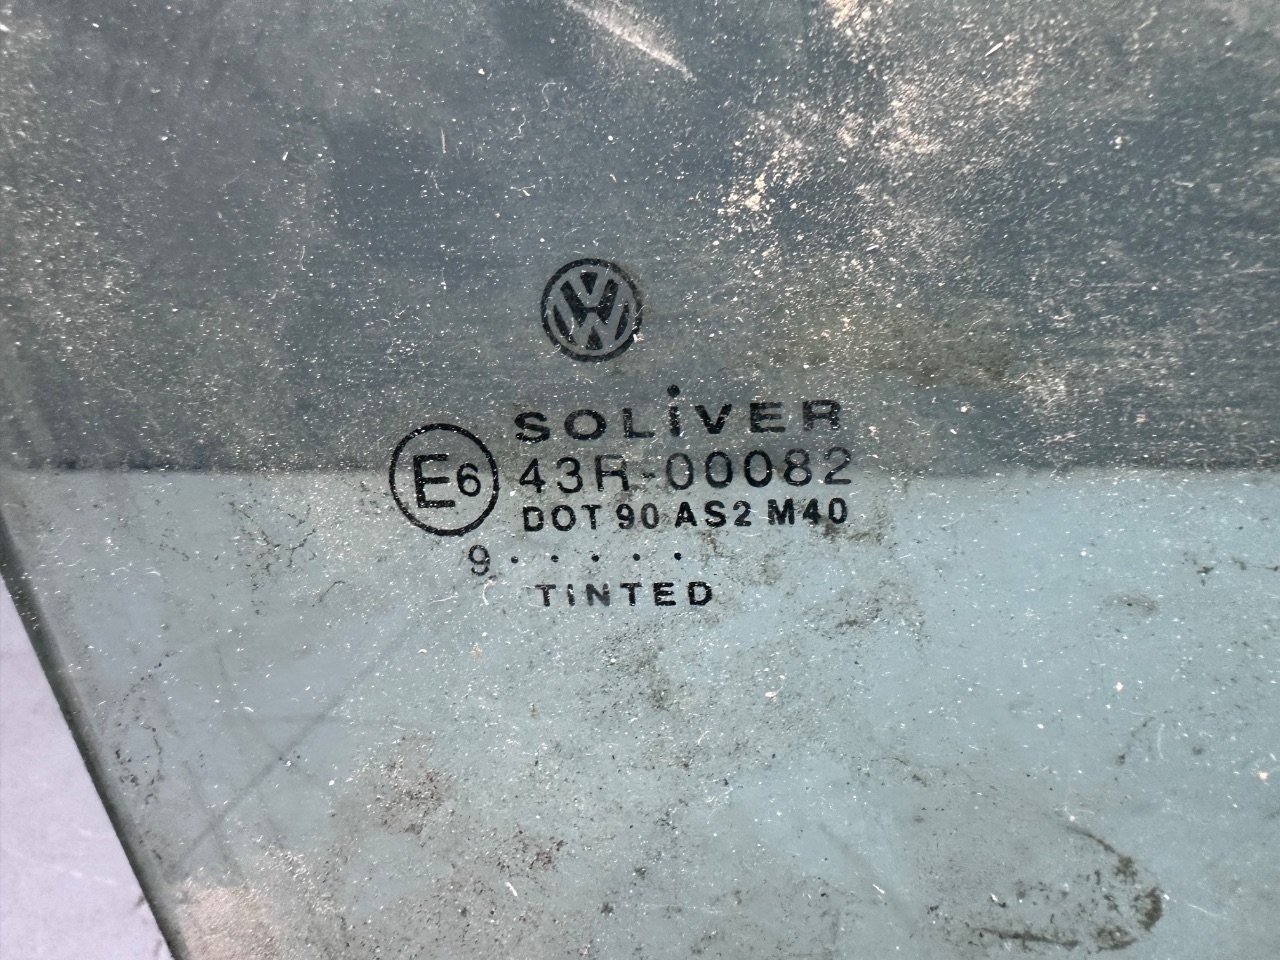 SOLiVER
E6 43R-00082
DOT 90 AS2 M40
9 . . . . .
TINTED